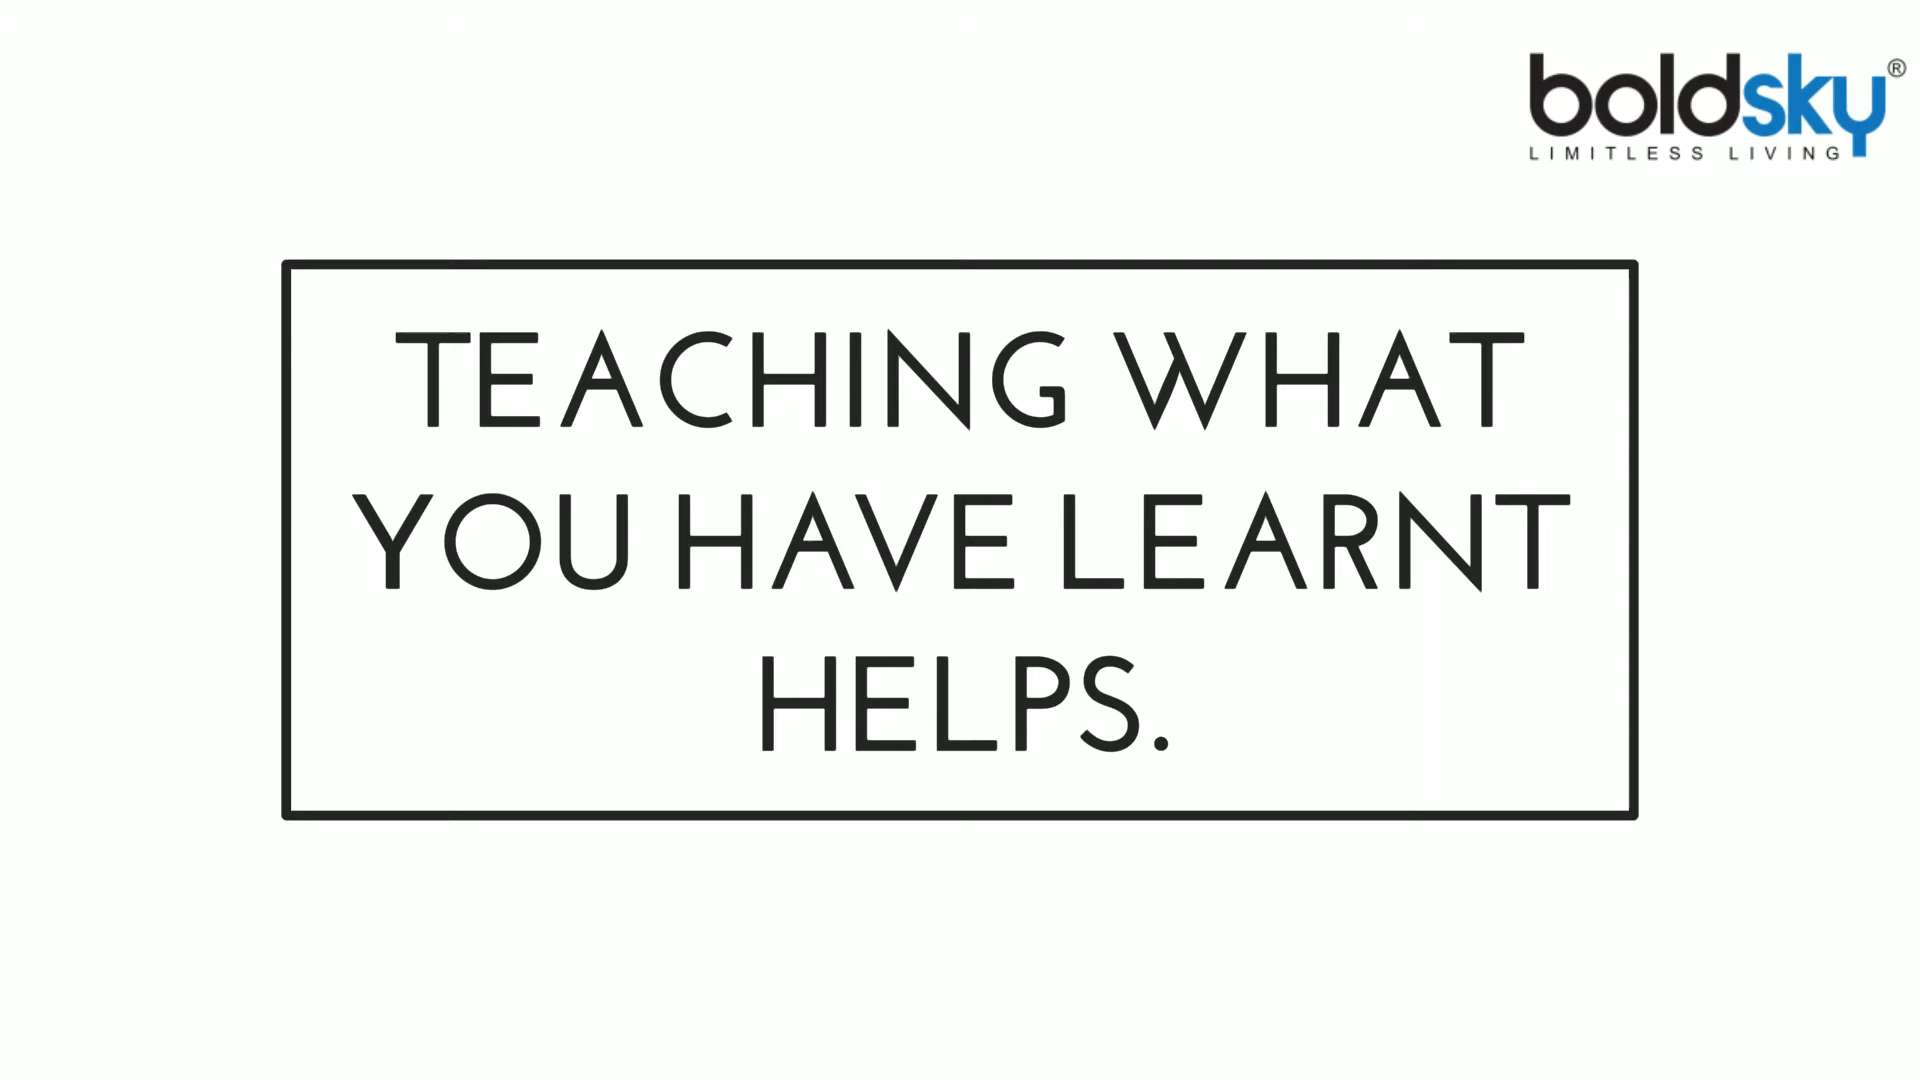 boldsky®
LIMITLESS LIVING
TEACHING WHAT
YOU HAVE LEARNT
HELPS.